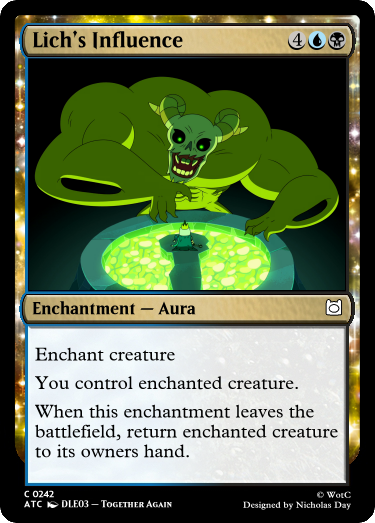 Lich's Influence 4
Enchantment — Aura
Enchant creature
You control enchanted creature.
When this enchantment leaves the
battlefield, return enchanted creature
to its owners hand.
C 0242 © WotC
ATC DLE03 — Together Again Designed by Nicholas Day